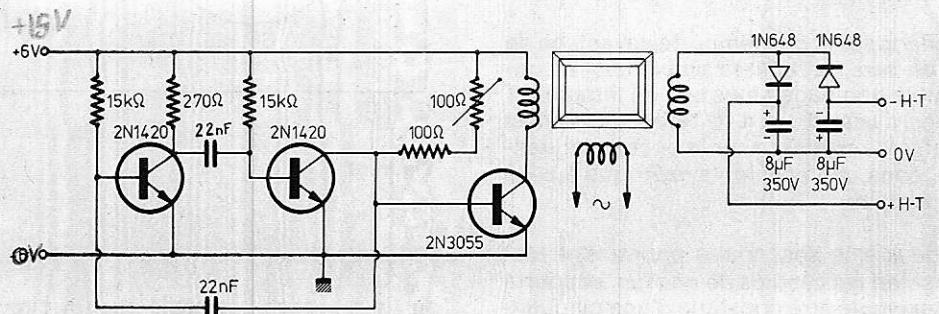 +15V
+6V
1N648 1N648
15kΩ 270Ω 15kΩ 100Ω
22nF
2N1420 2N1420
100Ω
-H-T
0V
8µF 8µF
350V 350V
+H-T
~
2N3055
0V
22nF